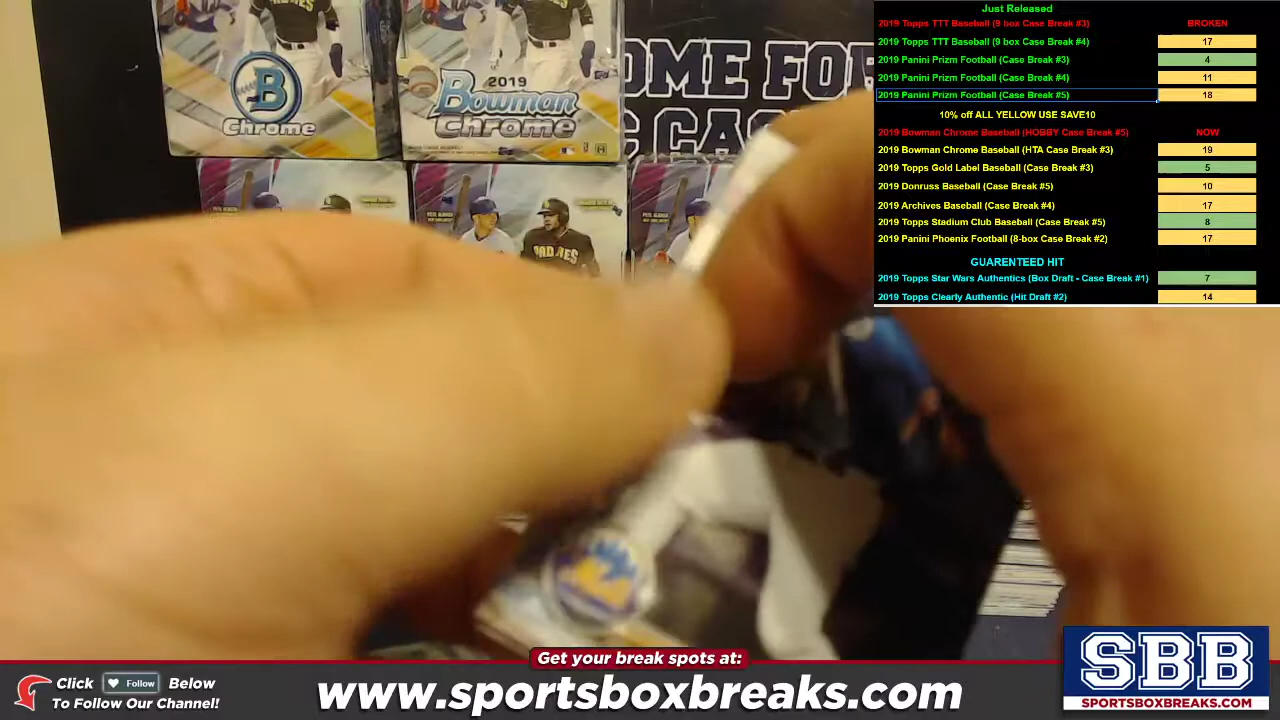 Just Released
2019 Topps TTT Baseball (9 box Case Break #3) BROKEN
2019 Topps TTT Baseball (9 box Case Break #4) 17
2019 Panini Prizm Football (Case Break #3) 4
2019 Panini Prizm Football (Case Break #4) 11
2019 Panini Prizm Football (Case Break #5) 18
10% off ALL YELLOW USE SAVE10
2019 Bowman Chrome Baseball (HOBBY Case Break #5) NOW
2019 Bowman Chrome Baseball (HTA Case Break #3) 19
2019 Topps Gold Label Baseball (Case Break #3) 5
2019 Donruss Baseball (Case Break #5) 10
2019 Archives Baseball (Case Break #4) 17
2019 Topps Stadium Club Baseball (Case Break #5) 8
2019 Panini Phoenix Football (8-box Case Break #2) 17
GUARENTEED HIT
2019 Topps Star Wars Authentics (Box Draft - Case Break #1) 7
2019 Topps Clearly Authentic (Hit Draft #2) 14
B
Chrome
2019
Bowman
Chrome
OME FO
CAS
PADRES
Get your break spots at:
www.sportsboxbreaks.com
Click Follow Below
To Follow Our Channel!
SBB
SPORTSBOXBREAKS.COM